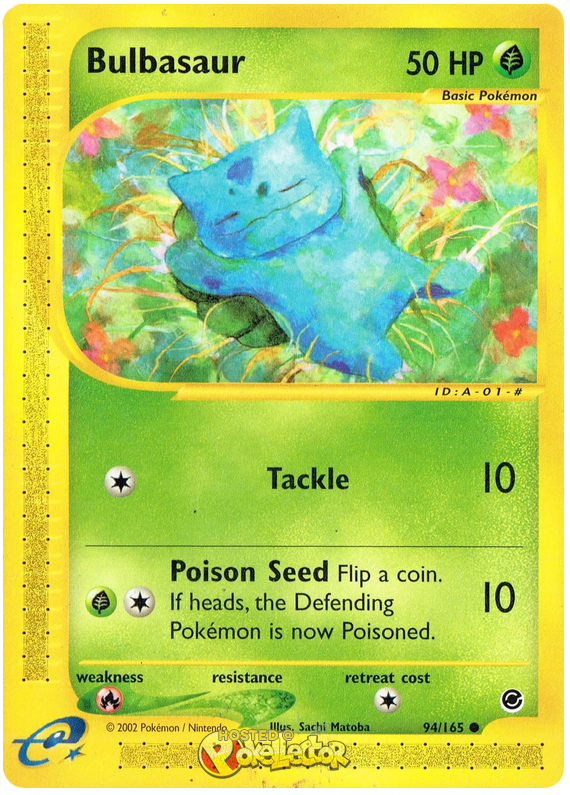 Bulbasaur 50 HP
Basic Pokémon
ID:A-01-#
Tackle 10
Poison Seed Flip a coin.
If heads, the Defending
Pokémon is now Poisoned.
10
weakness resistance retreat cost
© 2002 Pokémon / Nintendo Illus. Sachi Matoba 94/165
HOSTED @
Pokellector
e